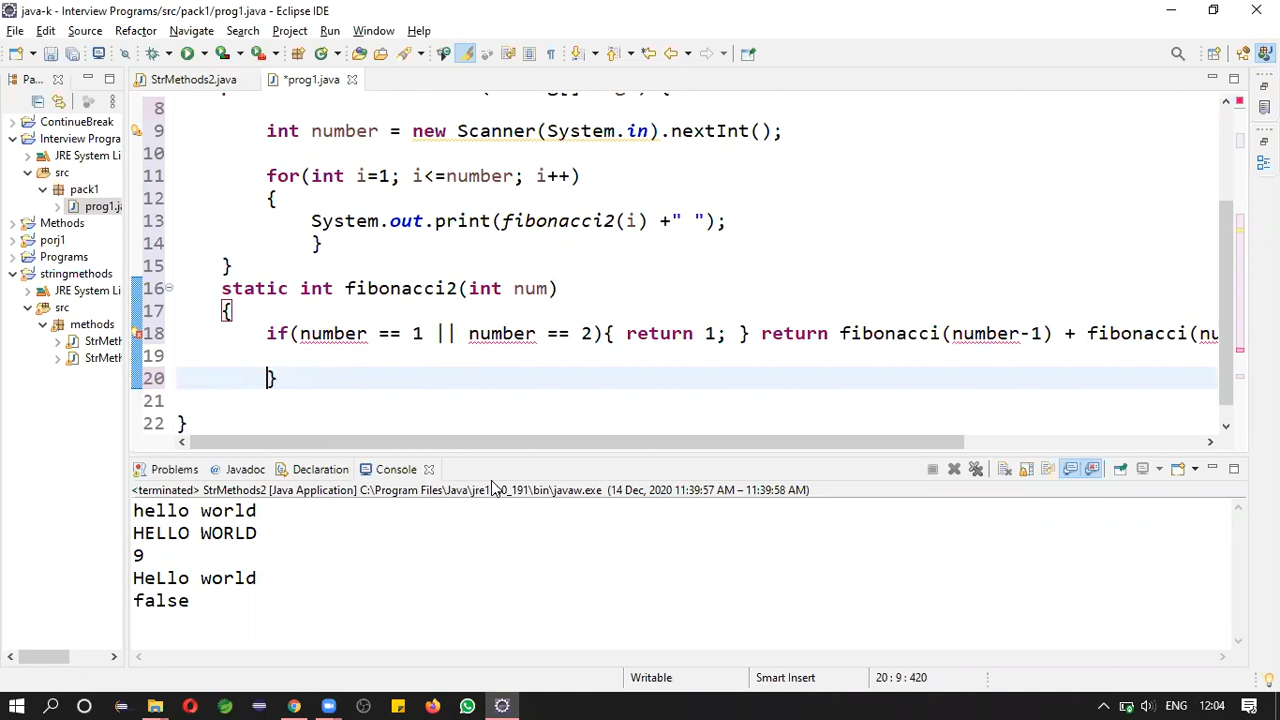 java-k - Interview Programs/src/pack1/prog1.java - Eclipse IDE
File Edit Source Refactor Navigate Search Project Run Window Help
Pa... StrMethods2.java *prog1.java
ContinueBreak
Interview Progra
JRE System Li
src
pack1
prog1.ja
Methods
porj1
Programs
stringmethods
JRE System Li
src
methods
StrMeth
StrMeth
8
9 int number = new Scanner(System.in).nextInt();
10
11 for(int i=1; i<=number; i++)
12 {
13 System.out.print(fibonacci2(i) +" ");
14 }
15 }
16 static int fibonacci2(int num)
17 {
18 if(number == 1 || number == 2){ return 1; } return fibonacci(number-1) + fibonacci(nu
19
20 }
21
22 }
Problems Javadoc Declaration Console
<terminated> StrMethods2 [Java Application] C:\Program Files\Java\jre1 0_191\bin\javaw.exe (14 Dec, 2020 11:39:57 AM – 11:39:58 AM)
hello world
HELLO WORLD
9
HeLlo world
false
Writable Smart Insert 20 : 9 : 420
ENG 12:04